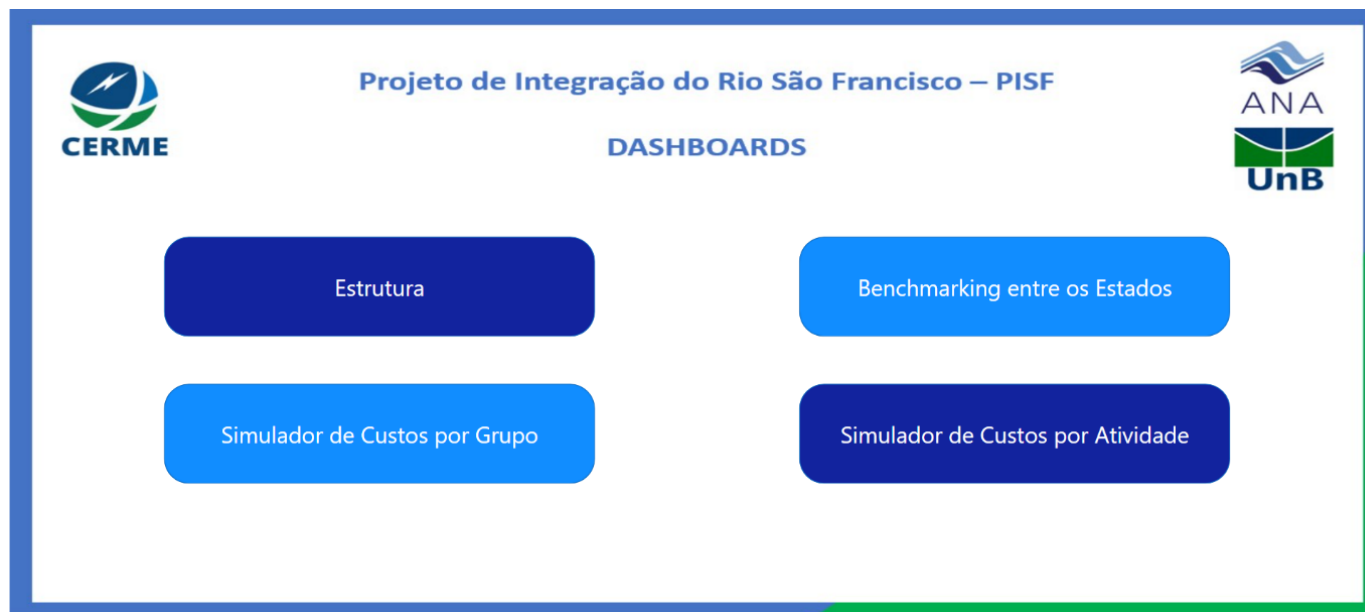 CERME
Projeto de Integração do Rio São Francisco – PISF
DASHBOARDS
ANA
UnB
Estrutura
Benchmarking entre os Estados
Simulador de Custos por Grupo
Simulador de Custos por Atividade